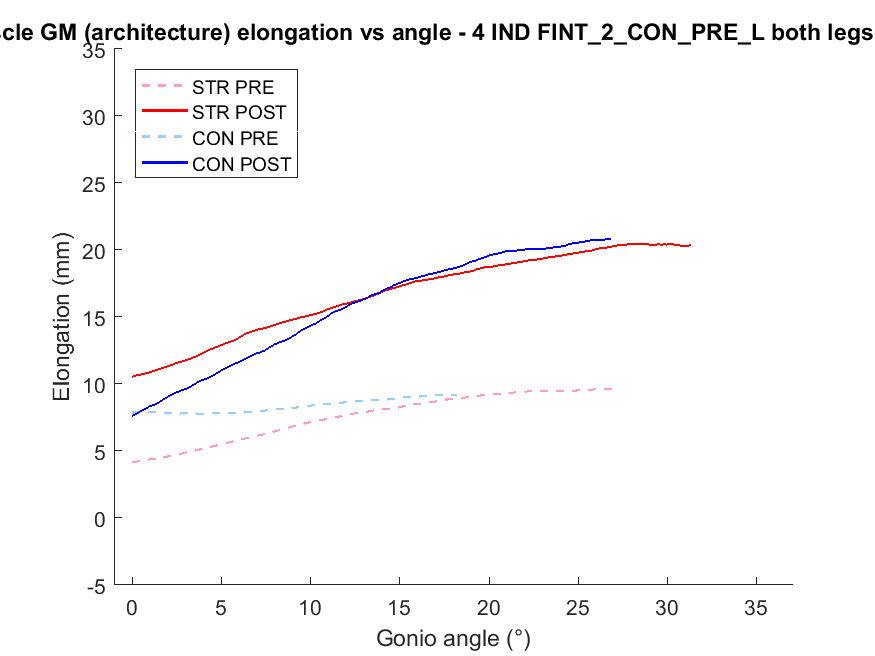 cle GM (architecture) elongation vs angle - 4 IND FINT_2_CON_PRE_L both legs
35
30
25
20
15
10
5
0
-5
Elongation (mm)
STR PRE
STR POST
CON PRE
CON POST
0 5 10 15 20 25 30 35
Gonio angle (°)